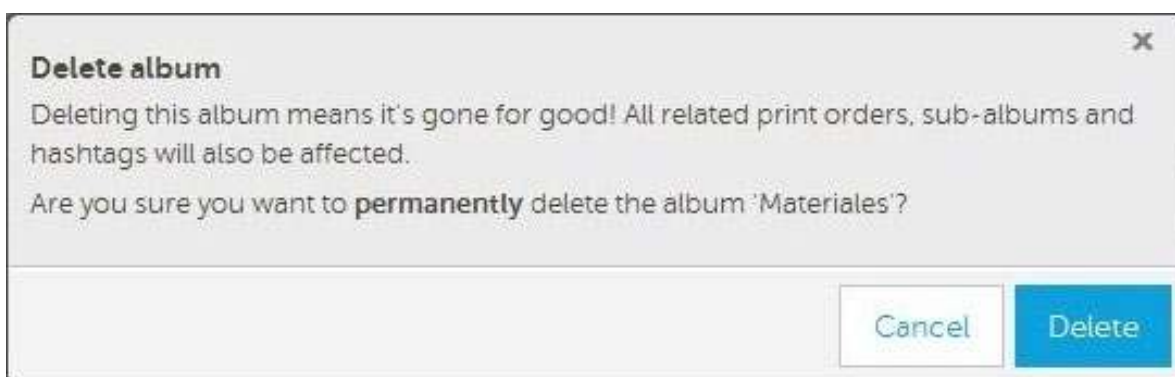 Delete album
Deleting this album means it's gone for good! All related print orders, sub-albums and
hashtags will also be affected.
Are you sure you want to permanently delete the album 'Materiales'?
Cancel
Delete